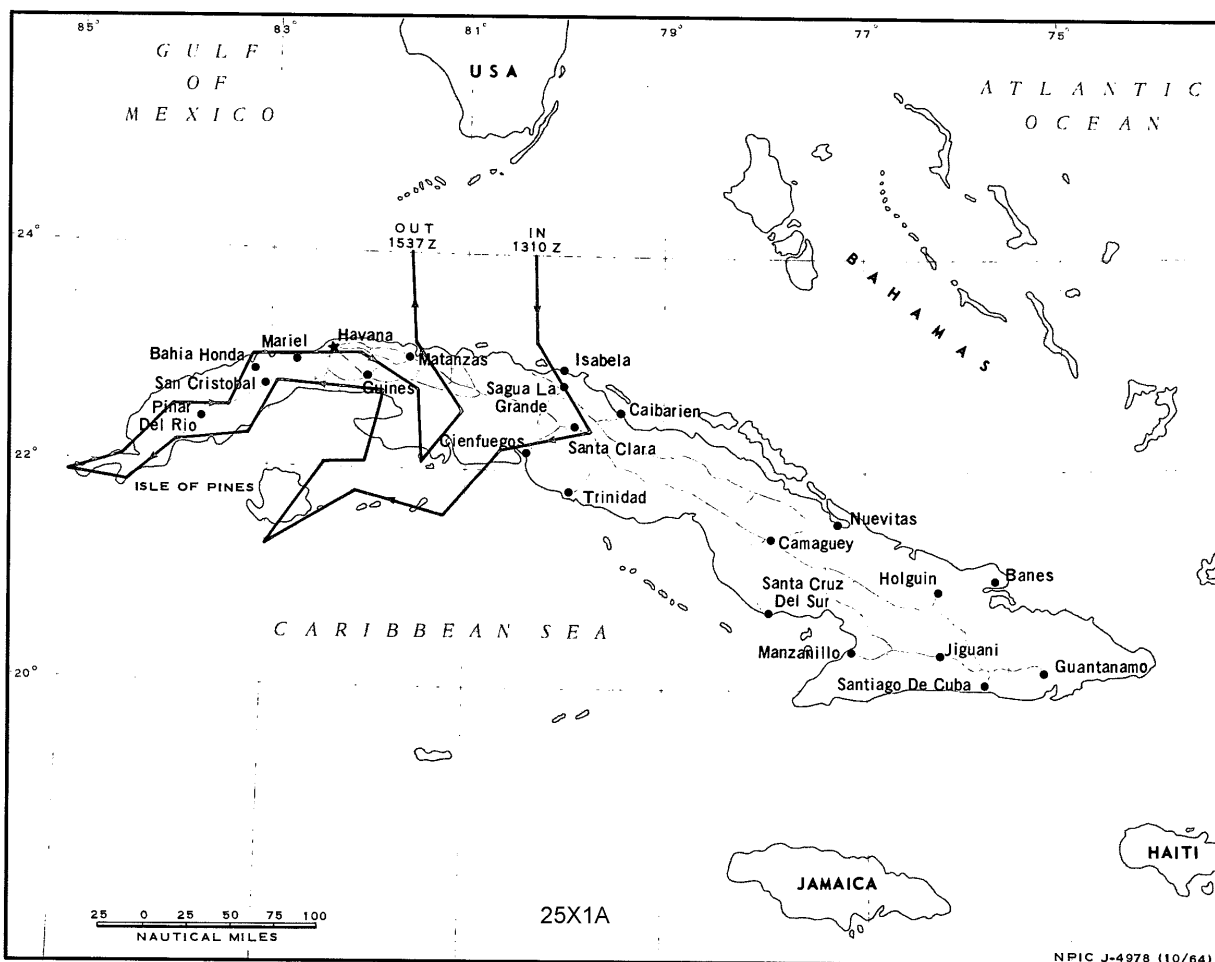 85° 83° 81° 79° 77° 75°
GULF
OF
MEXICO
USA
ATLANTIC
OCEAN
24°
OUT
1537 Z
IN
1310 Z
BAHAMAS
Havana
Mariel
Bahia Honda
Matanzas
Isabela
San Cristobal
Guines
Sagua La
Grande
Pinar
Del Rio
Caibarien
Cienfuegos
Santa Clara
22°
ISLE OF PINES
Trinidad
Nuevitas
Camaguey
Holguin
Banes
Santa Cruz
Del Sur
CARIBBEAN SEA
Manzanillo
Jiguani
20°
Guantanamo
Santiago De Cuba
HAITI
JAMAICA
25 0 25 50 75 100
NAUTICAL MILES
25X1A
NPIC J-4978 (10/64)